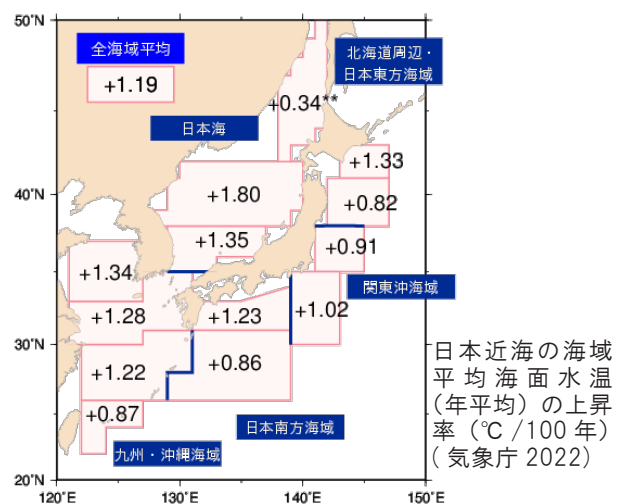 50˚N
全海域平均
+1.19
北海道周辺・
日本東方海域
+0.34**
日本海
+1.33
40˚N
+1.80
+0.82
+1.35
+0.91
+1.34
関東沖海域
+1.28
+1.23
+1.02
30˚N
+1.22
+0.86
日本近海の海域
平均海面水温
(年平均)の上昇
率(℃/100年)
(気象庁2022)
+0.87
日本南方海域
九州・沖縄海域
20˚N
120˚E
130˚E
140˚E
150˚E